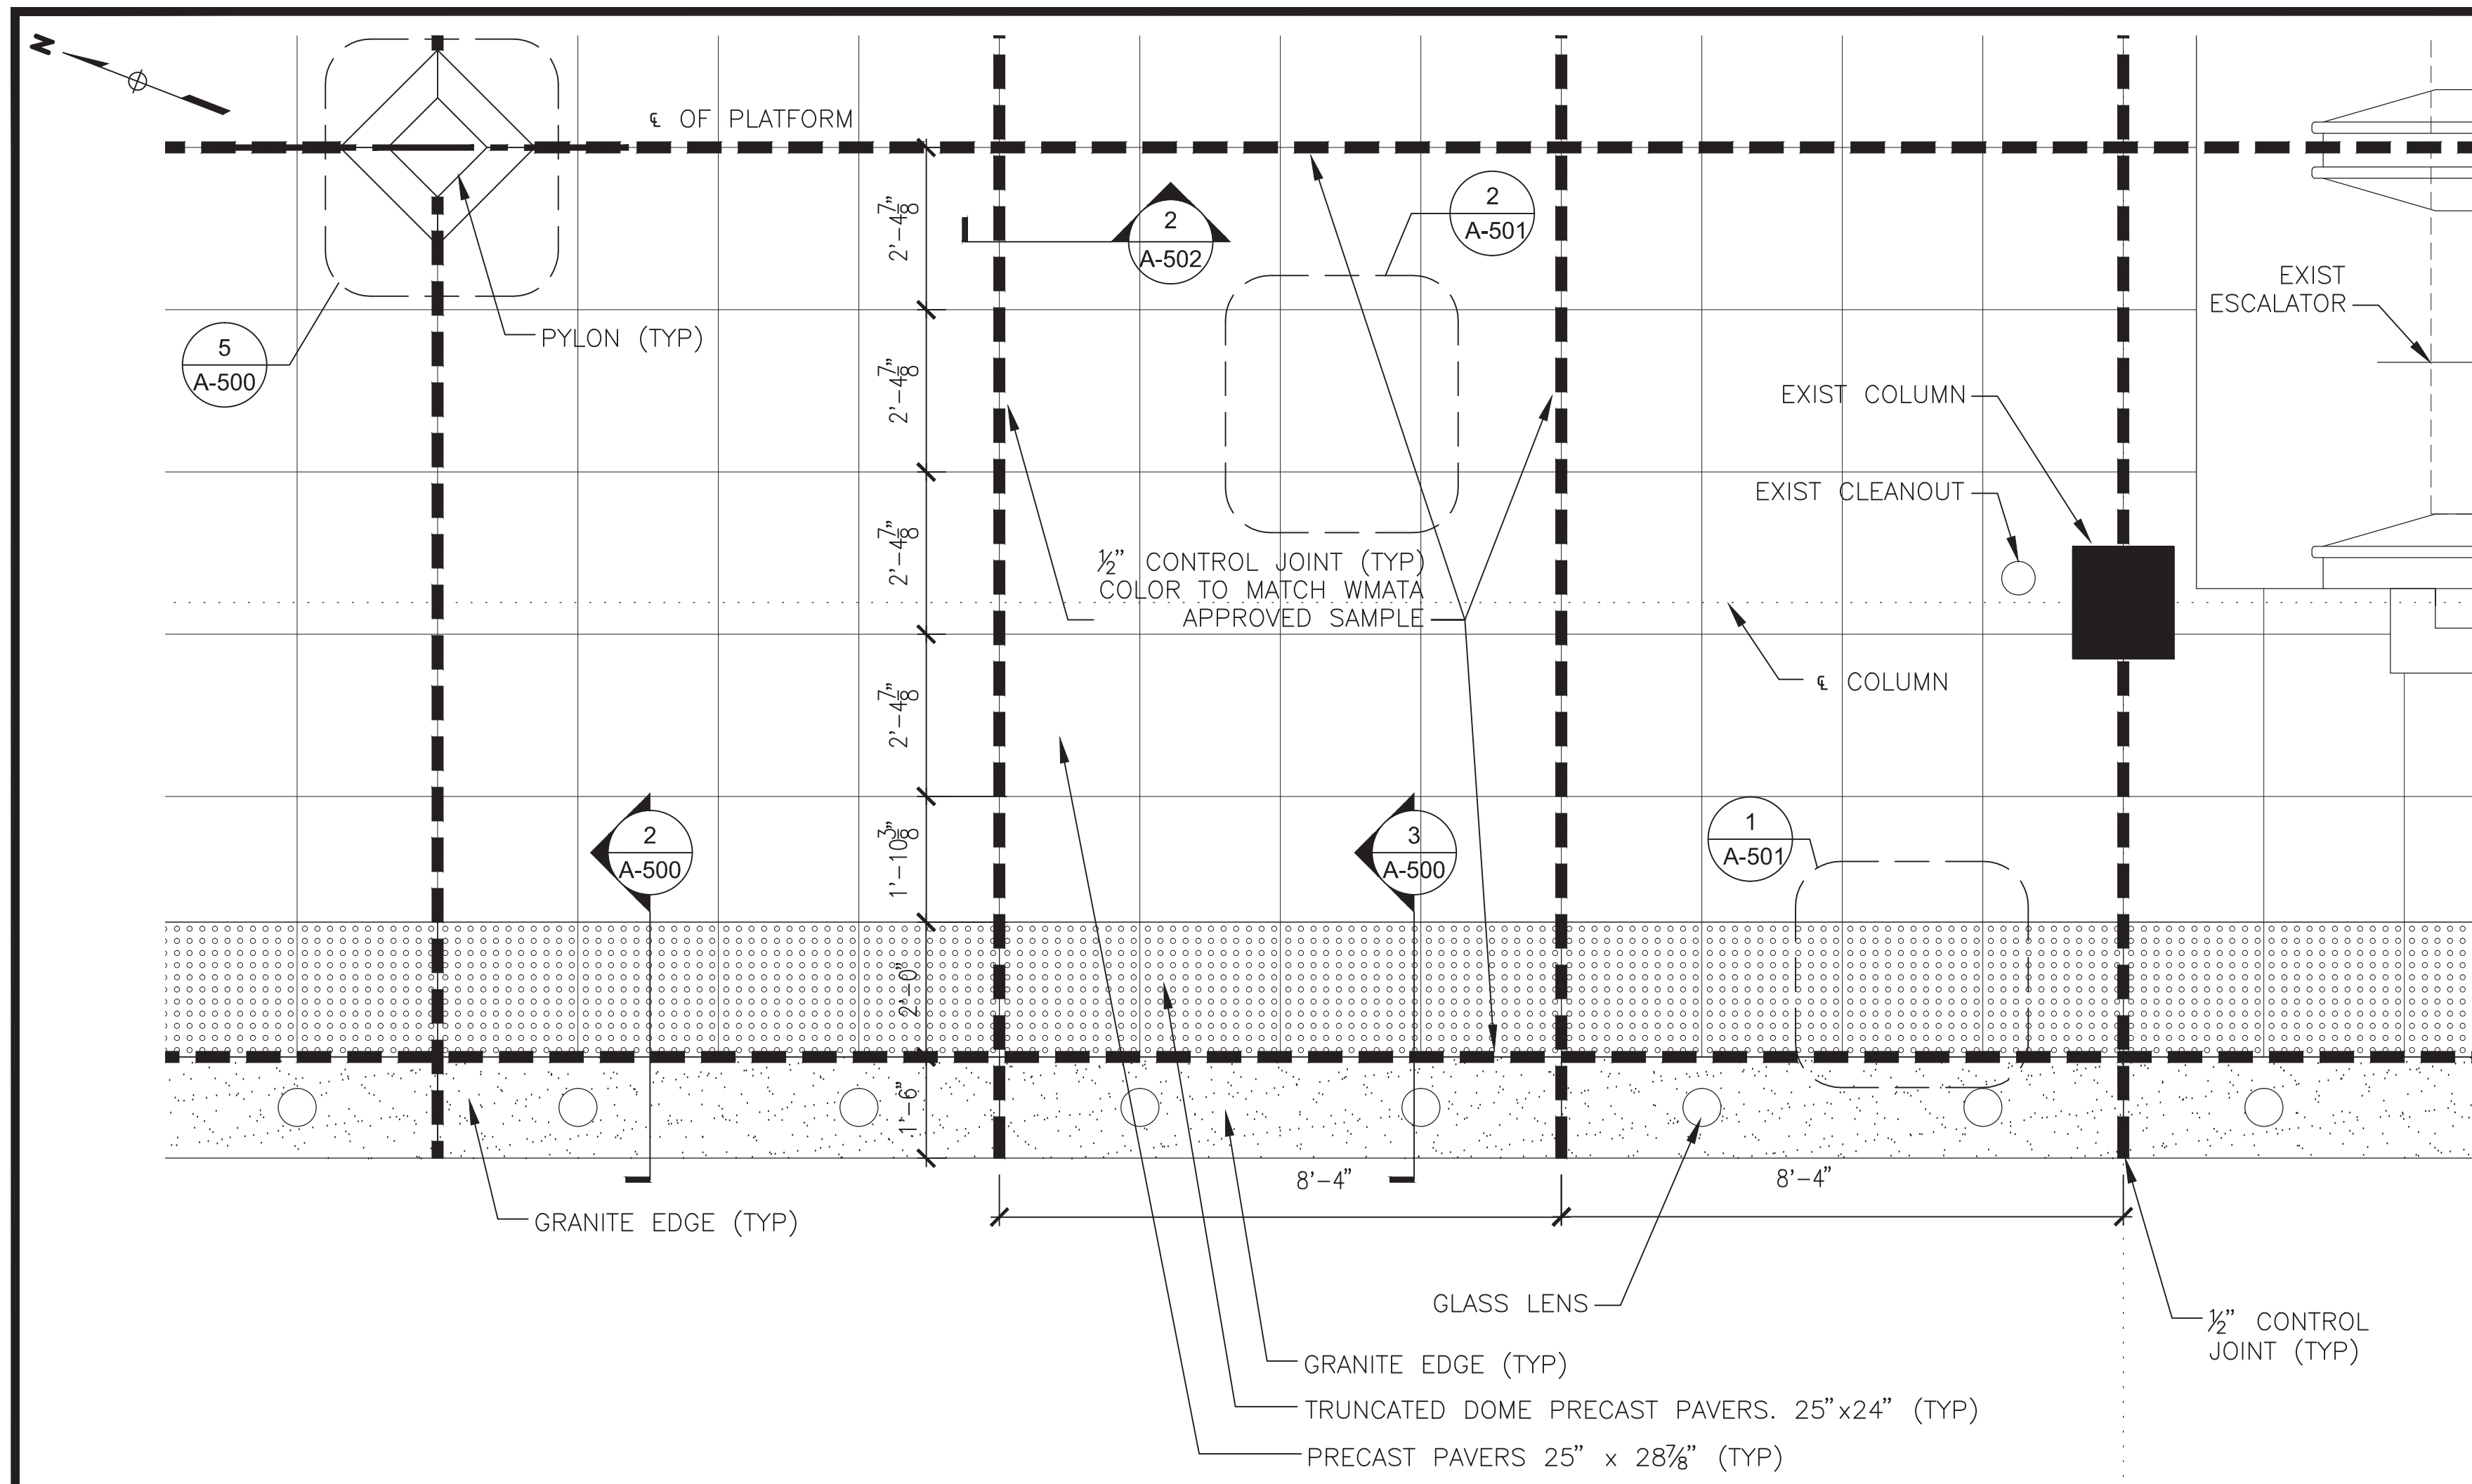 N
℄ OF PLATFORM
2
A-502
2
A-501
5
A-500
PYLON (TYP)
EXIST
ESCALATOR
EXIST COLUMN
EXIST CLEANOUT
2'-4⅞"
2'-4⅞"
2'-4⅞"
2'-4⅞"
1'-10⅜"
2'-0"
1'-6"
½" CONTROL JOINT (TYP)
COLOR TO MATCH WMATA
APPROVED SAMPLE
℄ COLUMN
2
A-500
3
A-500
1
A-501
8'-4"
8'-4"
GRANITE EDGE (TYP)
GLASS LENS
½" CONTROL
JOINT (TYP)
GRANITE EDGE (TYP)
TRUNCATED DOME PRECAST PAVERS. 25"x24" (TYP)
PRECAST PAVERS 25" x 28⅞" (TYP)